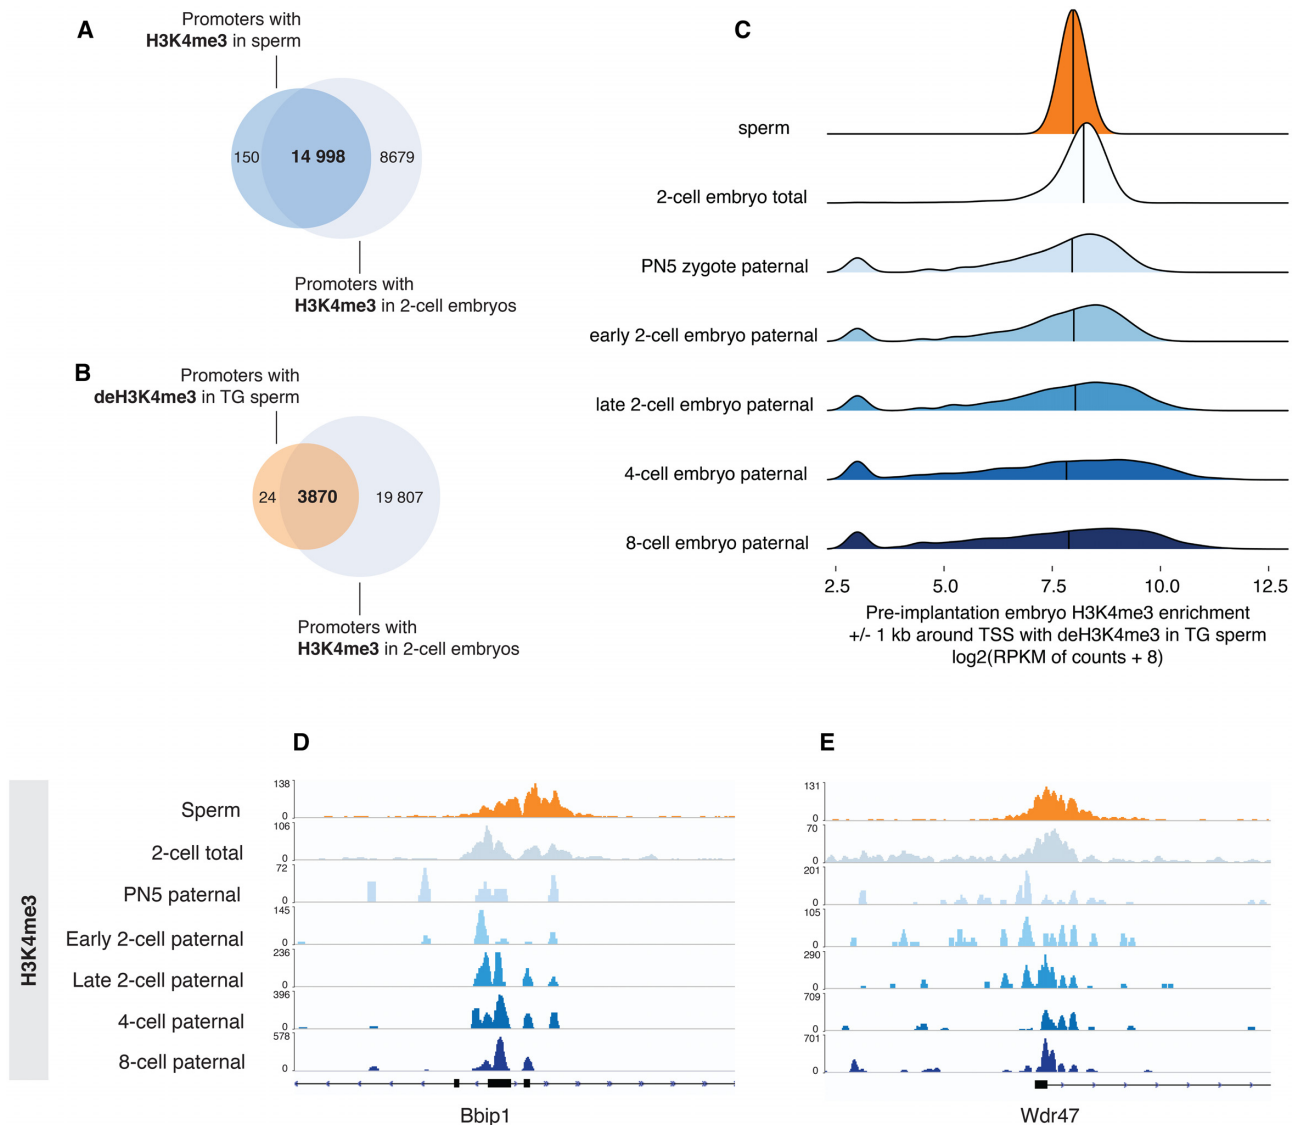 A
Promoters with
H3K4me3 in sperm
150
14 998
8679
Promoters with
H3K4me3 in 2-cell embryos
B
Promoters with
deH3K4me3 in TG sperm
24
3870
19 807
Promoters with
H3K4me3 in 2-cell embryos
C
sperm
2-cell embryo total
PN5 zygote paternal
early 2-cell embryo paternal
late 2-cell embryo paternal
4-cell embryo paternal
8-cell embryo paternal
2.5 5.0 7.5 10.0 12.5
Pre-implantation embryo H3K4me3 enrichment
+/- 1 kb around TSS with deH3K4me3 in TG sperm
log2(RPKM of counts + 8)
H3K4me3
Sperm
2-cell total
PN5 paternal
Early 2-cell paternal
Late 2-cell paternal
4-cell paternal
8-cell paternal
D
138
0
106
0
72
0
145
0
236
0
396
0
578
0
Bbip1
E
131
0
70
0
201
0
105
0
290
0
709
0
701
0
Wdr47